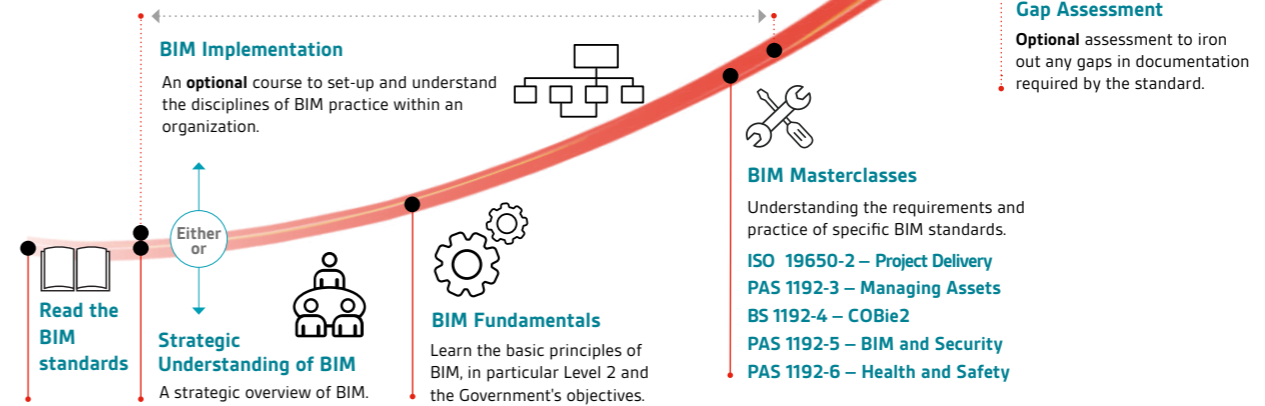 BIM Implementation
An optional course to set-up and understand
the disciplines of BIM practice within an
organization.
Gap Assessment
Optional assessment to iron
out any gaps in documentation
required by the standard.
Either
or
Read the
BIM
standards
Strategic
Understanding of BIM
A strategic overview of BIM.
BIM Fundamentals
Learn the basic principles of
BIM, in particular Level 2 and
the Government's objectives.
BIM Masterclasses
Understanding the requirements and
practice of specific BIM standards.
ISO 19650-2 – Project Delivery
PAS 1192-3 – Managing Assets
BS 1192-4 – COBie2
PAS 1192-5 – BIM and Security
PAS 1192-6 – Health and Safety